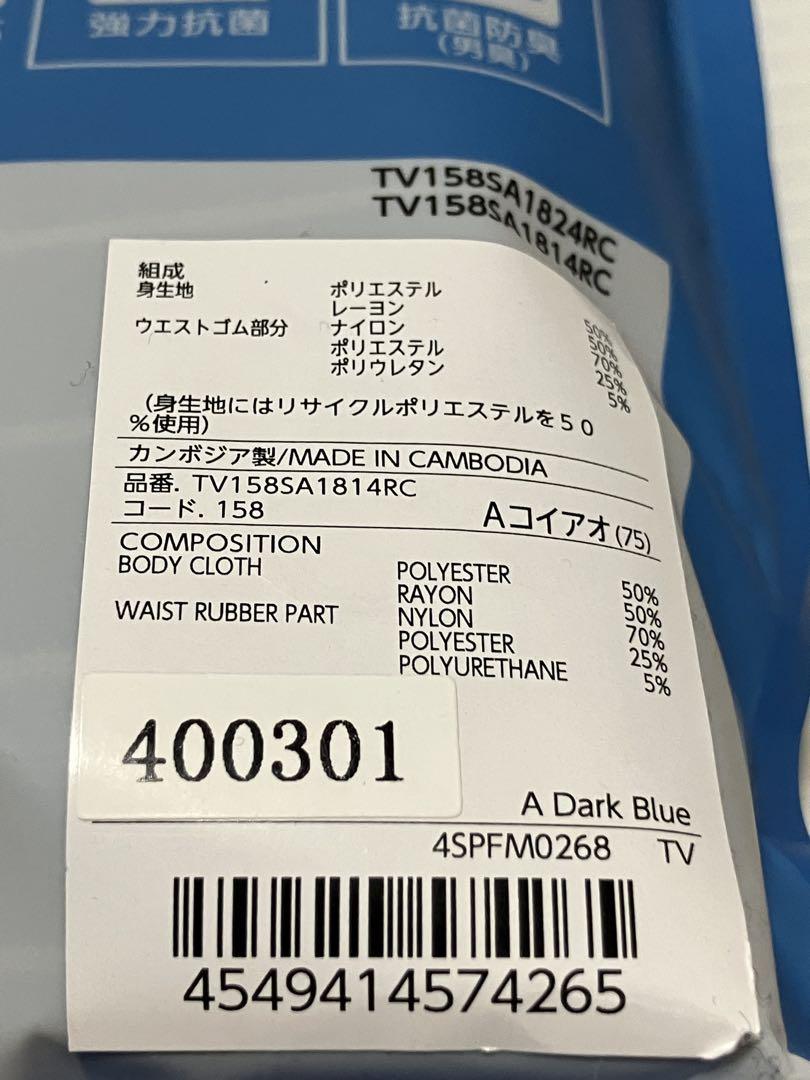 強力抗菌
抗菌防臭
(男臭)
TV158SA1824RC
TV158SA1814RC
組成
身生地 ポリエステル 50%
レーヨン 50%
ウエストゴム部分 ナイロン 70%
ポリエステル 25%
ポリウレタン 5%
(身生地にはリサイクルポリエステルを50
%使用)
カンボジア製/MADE IN CAMBODIA
品番. TV158SA1814RC
コード. 158 Aコイアオ(75)
COMPOSITION
BODY CLOTH POLYESTER 50%
RAYON 50%
WAIST RUBBER PART NYLON 70%
POLYESTER 25%
POLYURETHANE 5%
400301
A Dark Blue
4SPFM0268 TV
4549414574265